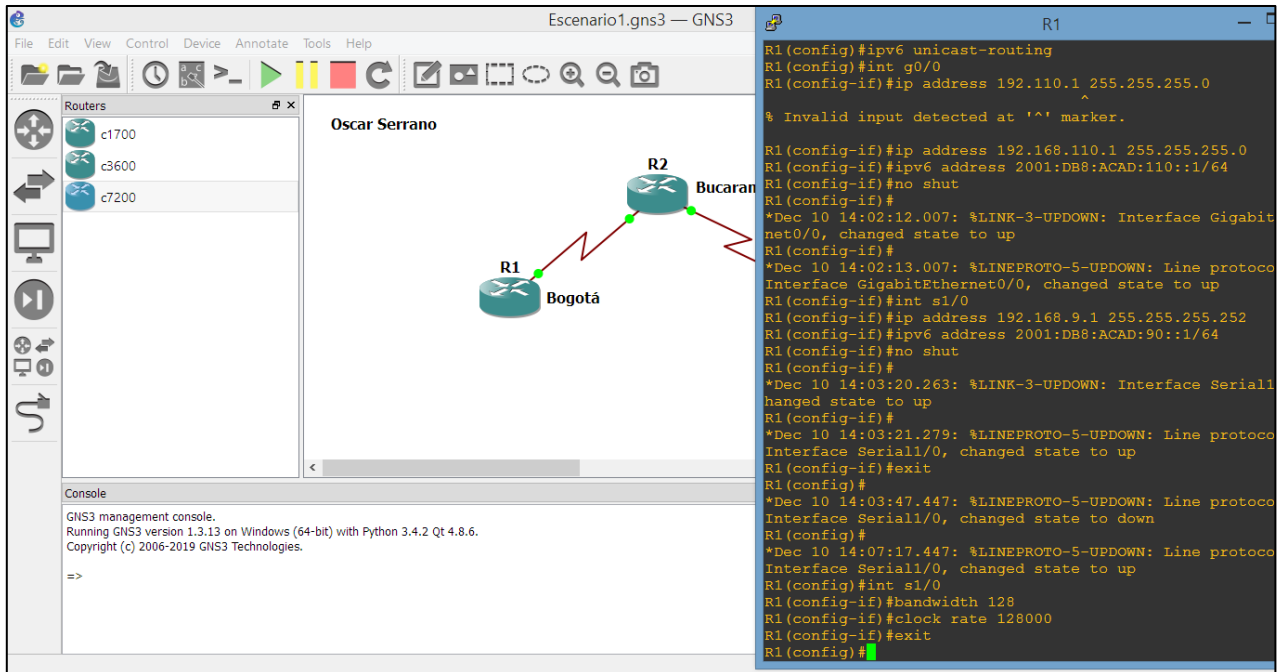 Escenario1.gns3 — GNS3
File Edit View Control Device Annotate Tools Help
Routers
c1700
c3600
c7200
Oscar Serrano
R2
Bucaran
R1
Bogotá
Console
GNS3 management console.
Running GNS3 version 1.3.13 on Windows (64-bit) with Python 3.4.2 Qt 4.8.6.
Copyright (c) 2006-2019 GNS3 Technologies.
=>
R1
R1(config)#ipv6 unicast-routing
R1(config)#int g0/0
R1(config-if)#ip address 192.110.1 255.255.255.0
^
% Invalid input detected at '^' marker.
R1(config-if)#ip address 192.168.110.1 255.255.255.0
R1(config-if)#ipv6 address 2001:DB8:ACAD:110::1/64
R1(config-if)#no shut
R1(config-if)#
*Dec 10 14:02:12.007: %LINK-3-UPDOWN: Interface Gigabit
net0/0, changed state to up
R1(config-if)#
*Dec 10 14:02:13.007: %LINEPROTO-5-UPDOWN: Line protoco
Interface GigabitEthernet0/0, changed state to up
R1(config-if)#int s1/0
R1(config-if)#ip address 192.168.9.1 255.255.255.252
R1(config-if)#ipv6 address 2001:DB8:ACAD:90::1/64
R1(config-if)#no shut
R1(config-if)#
*Dec 10 14:03:20.263: %LINK-3-UPDOWN: Interface Serial1
hanged state to up
R1(config-if)#
*Dec 10 14:03:21.279: %LINEPROTO-5-UPDOWN: Line protoco
Interface Serial1/0, changed state to up
R1(config-if)#exit
R1(config)#
*Dec 10 14:03:47.447: %LINEPROTO-5-UPDOWN: Line protoco
Interface Serial1/0, changed state to down
R1(config)#
*Dec 10 14:07:17.447: %LINEPROTO-5-UPDOWN: Line protoco
Interface Serial1/0, changed state to up
R1(config)#int s1/0
R1(config-if)#bandwidth 128
R1(config-if)#clock rate 128000
R1(config-if)#exit
R1(config)#